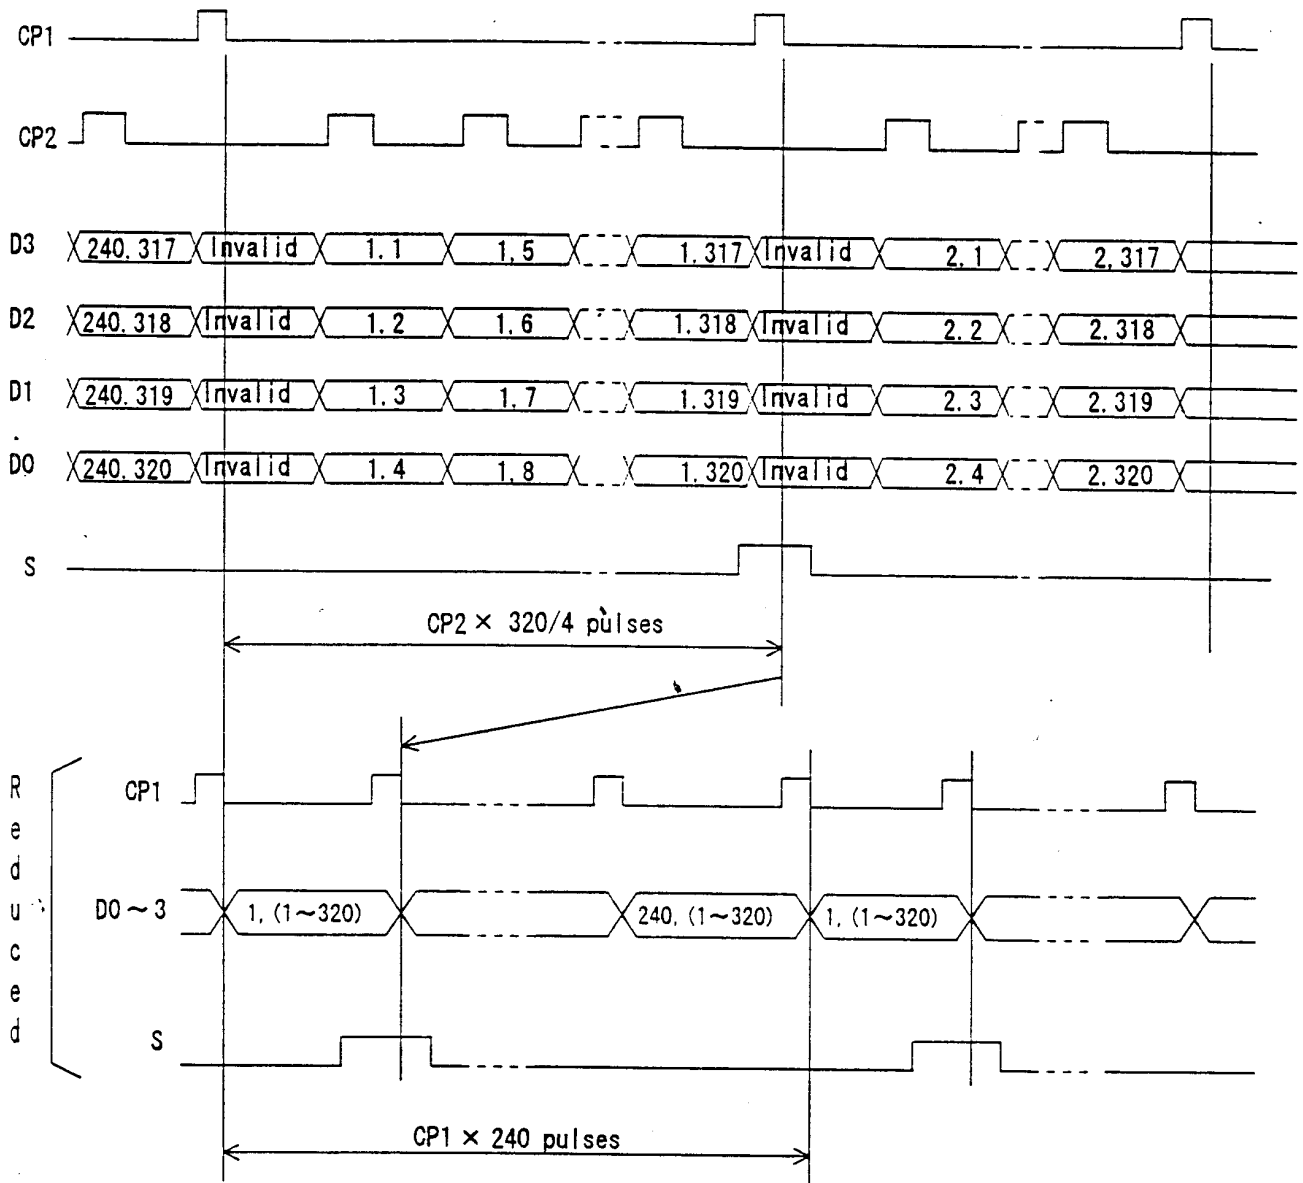 CP1
CP2
D3 240.317 Invalid 1.1 1,5 1.317 Invalid 2.1 2,317
D2 240.318 Invalid 1.2 1,6 1.318 Invalid 2.2 2.318
D1 240.319 Invalid 1.3 1,7 1.319 Invalid 2.3 2.319
D0 240.320 Invalid 1.4 1,8 1.320 Invalid 2.4 2.320
S
CP2 × 320/4 pulses
Reduced
CP1
D0~3 1, (1~320) 240, (1~320) 1, (1~320)
S
CP1 × 240 pulses